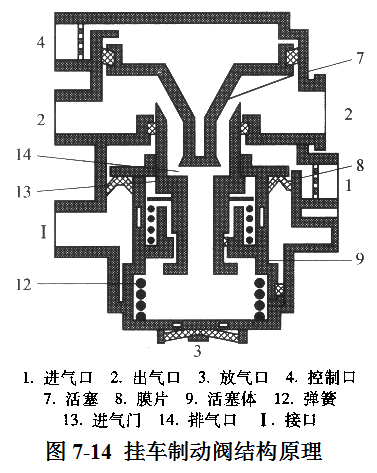 4
7
2
2
14
8
13
1
I
12
9
3
1. 进气口 2. 出气口 3. 放气口 4. 控制口
7. 活塞 8. 膜片 9. 活塞体 12. 弹簧
13. 进气门 14. 排气口 I. 接口
图 7-14 挂车制动阀结构原理